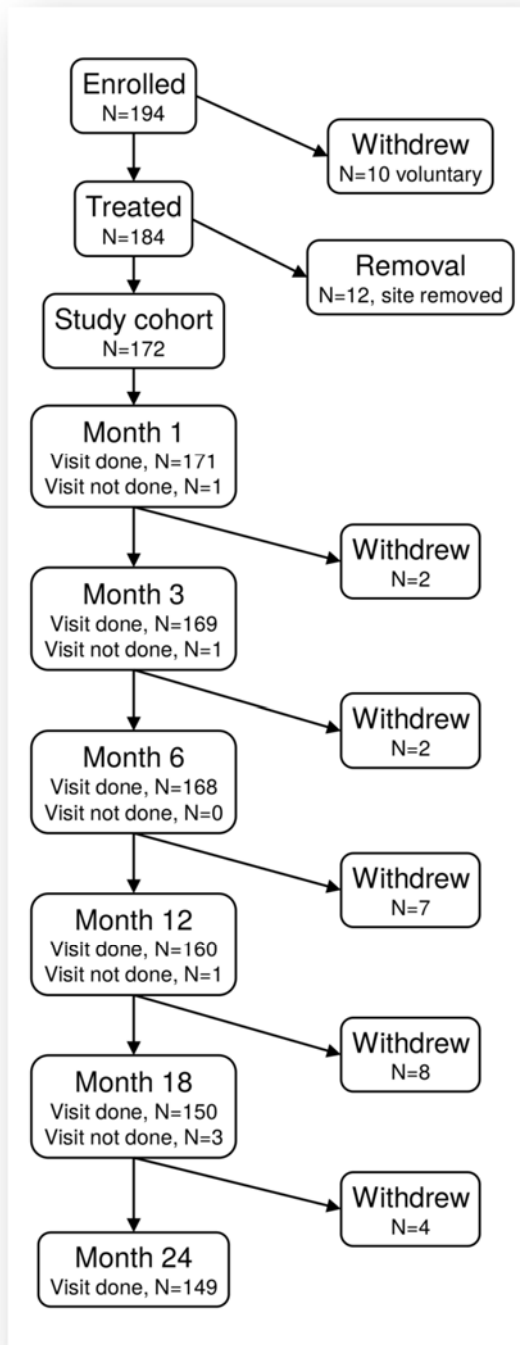 Enrolled
N=194
Withdrew
N=10 voluntary
Treated
N=184
Removal
N=12, site removed
Study cohort
N=172
Month 1
Visit done, N=171
Visit not done, N=1
Withdrew
N=2
Month 3
Visit done, N=169
Visit not done, N=1
Withdrew
N=2
Month 6
Visit done, N=168
Visit not done, N=0
Withdrew
N=7
Month 12
Visit done, N=160
Visit not done, N=1
Withdrew
N=8
Month 18
Visit done, N=150
Visit not done, N=3
Withdrew
N=4
Month 24
Visit done, N=149